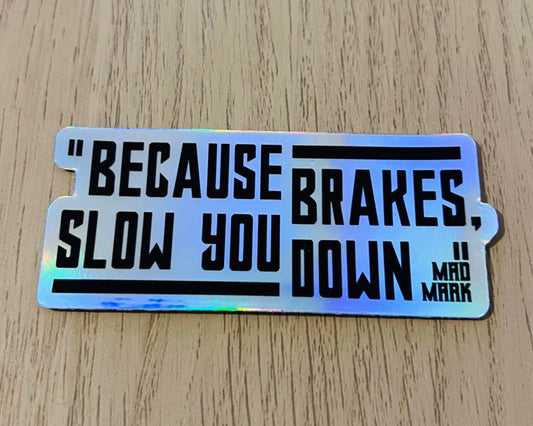 "BECAUSE BRAKES,
SLOW YOU DOWN "
MAD
MARK